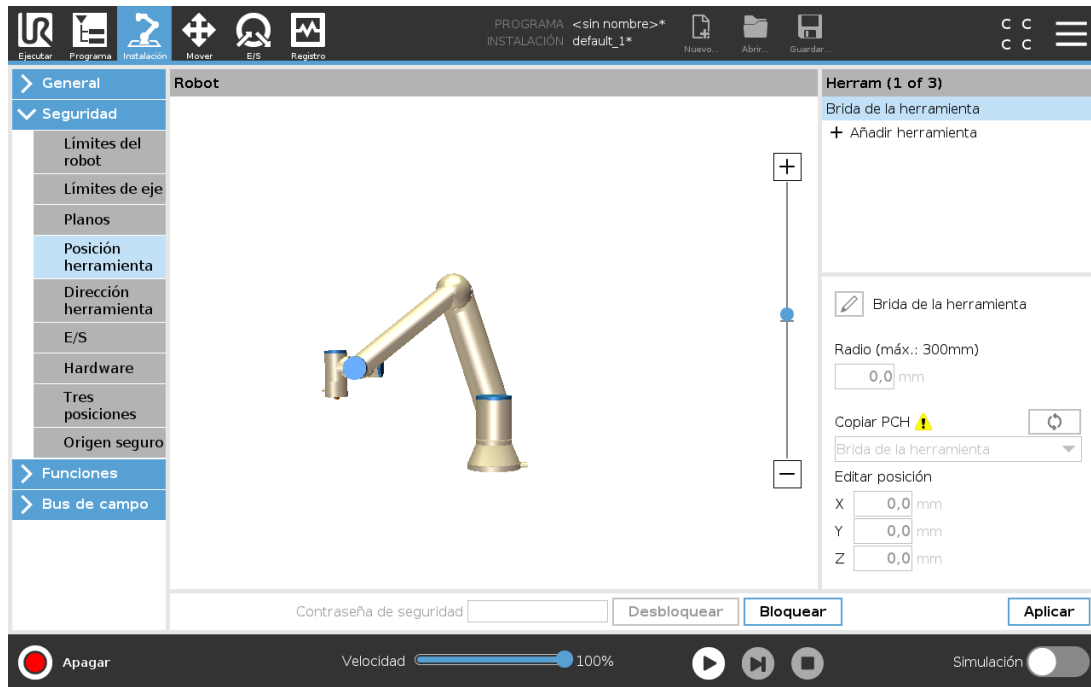 PROGRAMA <sin nombre>*
INSTALACIÓN default_1*
Ejecutar
Programa
Instalación
Mover
E/S
Registro
Nuevo...
Abrir...
Guardar...
C C
C C
General
Seguridad
Límites del
robot
Límites de eje
Planos
Posición
herramienta
Dirección
herramienta
E/S
Hardware
Tres
posiciones
Origen seguro
Funciones
Bus de campo
Robot
+
−
Herram (1 of 3)
Brida de la herramienta
+ Añadir herramienta
Brida de la herramienta
Radio (máx.: 300mm)
0,0 mm
Copiar PCH
Brida de la herramienta
Editar posición
X 0,0 mm
Y 0,0 mm
Z 0,0 mm
Contraseña de seguridad Desbloquear Bloquear Aplicar
Apagar Velocidad 100% Simulación